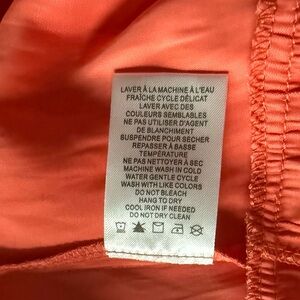 LAVER À LA MACHINE À L'EAU
FRAÎCHE CYCLE DÉLICAT
LAVER AVEC DES
COULEURS SEMBLABLES
NE PAS UTILISER D'AGENT
DE BLANCHIMENT
SUSPENDRE POUR SÉCHER
REPASSER À BASSE
TEMPÉRATURE
NE PAS NETTOYER À SEC
MACHINE WASH IN COLD
WATER GENTLE CYCLE
WASH WITH LIKE COLORS
DO NOT BLEACH
HANG TO DRY
COOL IRON IF NEEDED
DO NOT DRY CLEAN